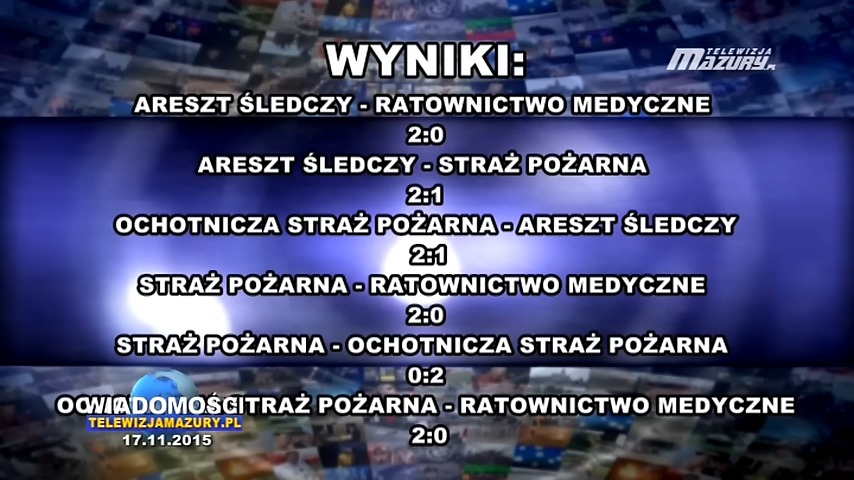 WYNIKI:
TELEWIZJA
MAZURY.PL
ARESZT ŚLEDCZY - RATOWNICTWO MEDYCZNE
2:0
ARESZT ŚLEDCZY - STRAŻ POŻARNA
2:1
OCHOTNICZA STRAŻ POŻARNA - ARESZT ŚLEDCZY
2:1
STRAŻ POŻARNA - RATOWNICTWO MEDYCZNE
2:0
STRAŻ POŻARNA - OCHOTNICZA STRAŻ POŻARNA
0:2
POŻARNA - RATOWNICTWO MEDYCZNE
2:0
WIADOMOŚCI
TELEWIZJAMAZURY.PL
17.11.2015